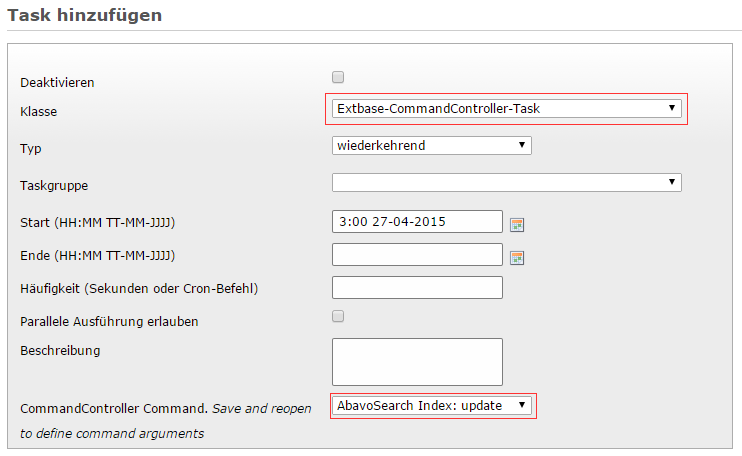 Task hinzufügen
Deaktivieren
Klasse
Extbase-CommandController-Task
Typ
wiederkehrend
Taskgruppe
Start (HH:MM TT-MM-JJJJ)
3:00 27-04-2015
Ende (HH:MM TT-MM-JJJJ)
Häufigkeit (Sekunden oder Cron-Befehl)
Parallele Ausführung erlauben
Beschreibung
CommandController Command. Save and reopen
to define command arguments
AbavoSearch Index: update